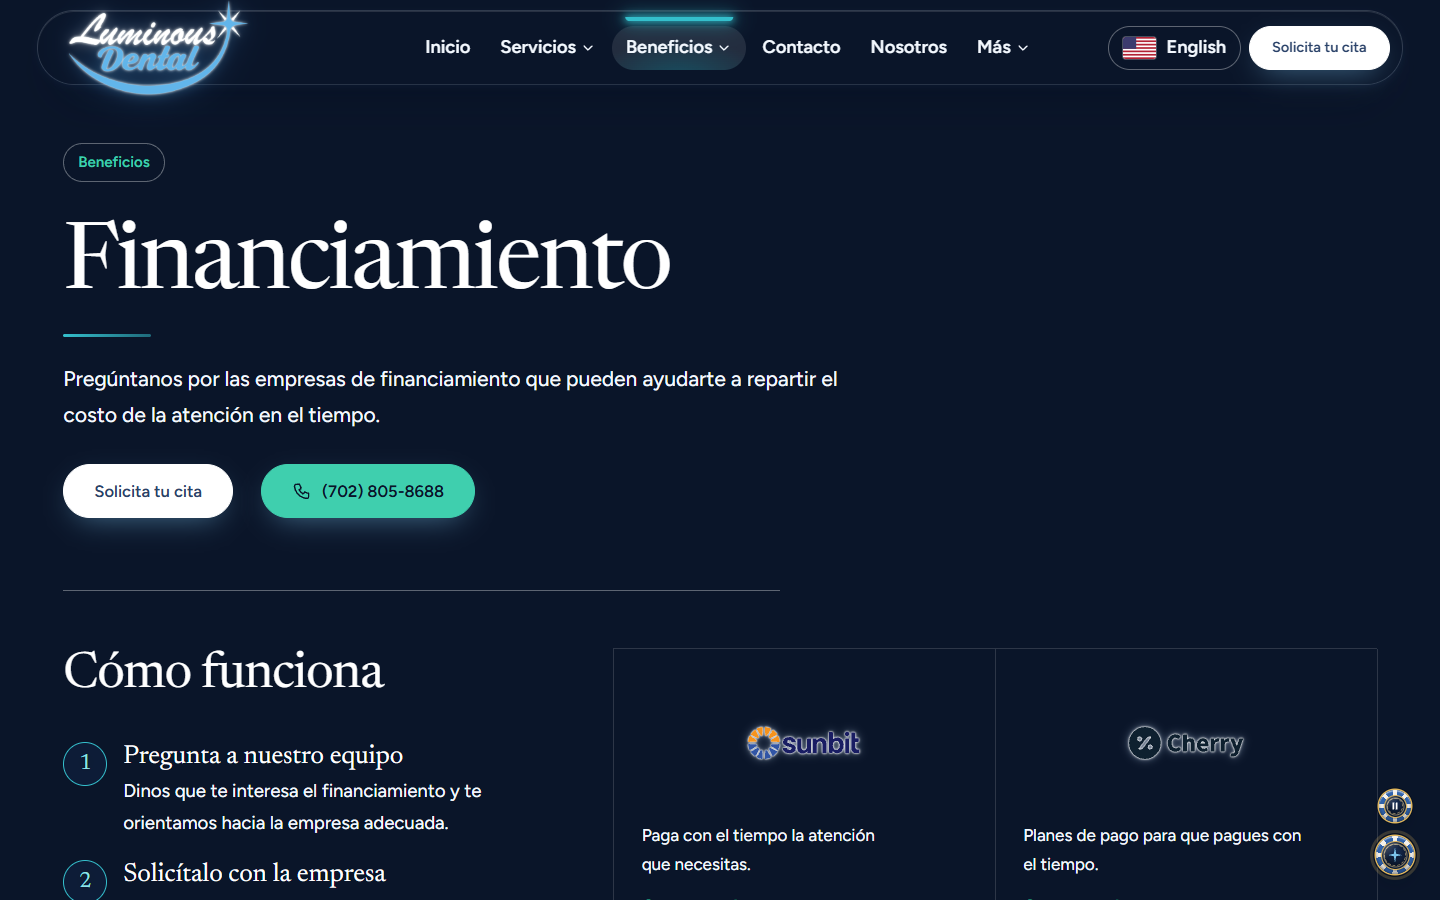 Luminous
Dental
Inicio
Servicios
Beneficios
Contacto
Nosotros
Más
English
Solicita tu cita
Beneficios
Financiamiento
Pregúntanos por las empresas de financiamiento que pueden ayudarte a repartir el
costo de la atención en el tiempo.
Solicita tu cita
(702) 805-8688
Cómo funciona
1
Pregunta a nuestro equipo
Dinos que te interesa el financiamiento y te
orientamos hacia la empresa adecuada.
2
Solicítalo con la empresa
sunbit
Paga con el tiempo la atención
que necesitas.
Cherry
Planes de pago para que pagues con
el tiempo.